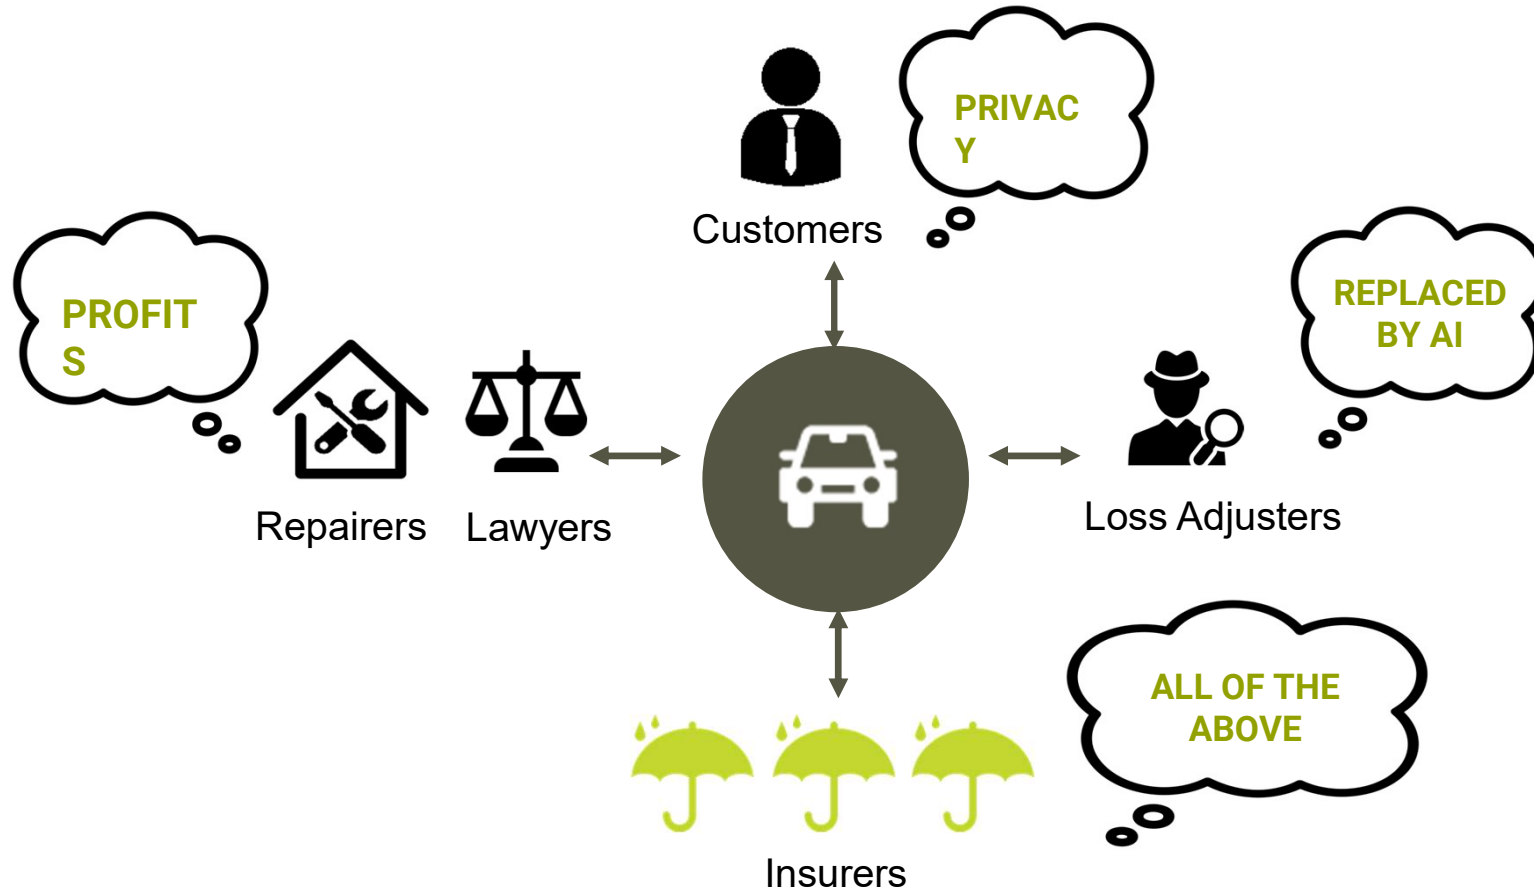 PRIVAC
Y
Customers
PROFIT
S
REPLACED
BY AI
Repairers
Lawyers
Loss Adjusters
ALL OF THE
ABOVE
Insurers